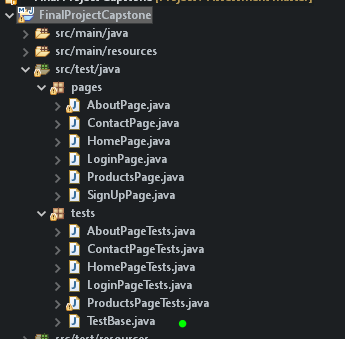 FinalProjectCapstone
src/main/java
src/main/resources
src/test/java
pages
AboutPage.java
ContactPage.java
HomePage.java
LoginPage.java
ProductsPage.java
SignUpPage.java
tests
AboutPageTests.java
ContactPageTests.java
HomePageTests.java
LoginPageTests.java
ProductsPageTests.java
TestBase.java
src/test/resources